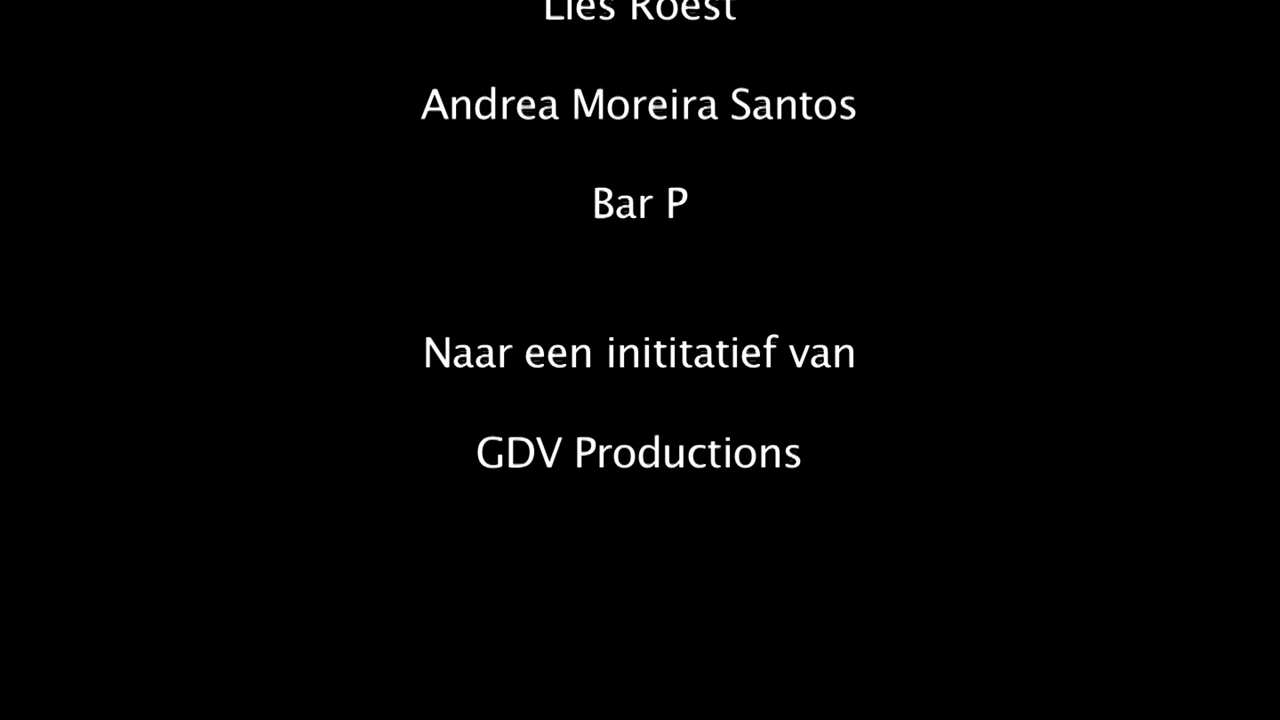 Lies Roest
Andrea Moreira Santos
Bar P
Naar een inititatief van
GDV Productions